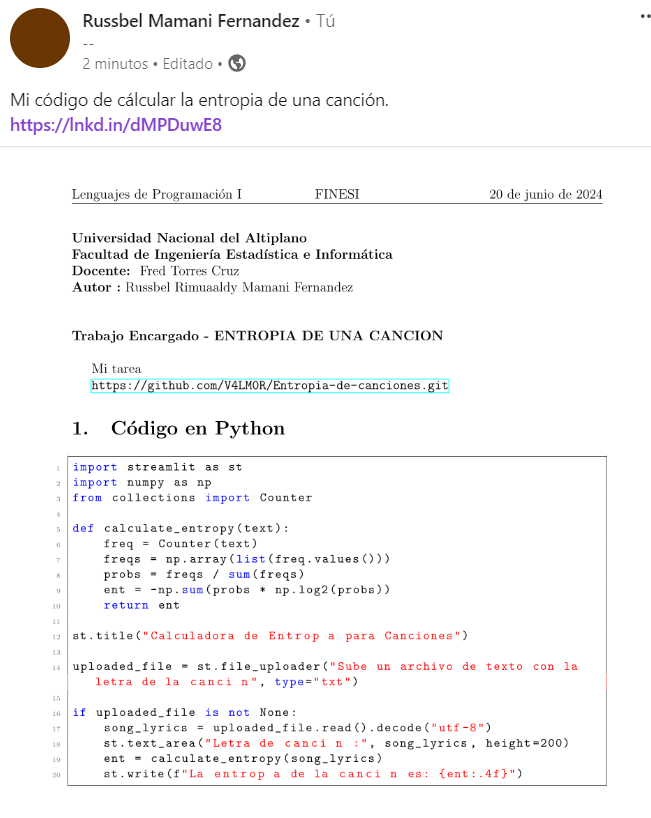 Russbel Mamani Fernandez • Tú
--
2 minutos • Editado •
Mi código de cálcular la entropia de una canción.
https://lnkd.in/dMPDuwE8
Lenguajes de Programación I FINESI 20 de junio de 2024
Universidad Nacional del Altiplano
Facultad de Ingeniería Estadística e Informática
Docente: Fred Torres Cruz
Autor : Russbel Rimuaaldy Mamani Fernandez
Trabajo Encargado - ENTROPIA DE UNA CANCION
Mi tarea
https://github.com/V4LM0R/Entropia-de-canciones.git
1. Código en Python
1 import streamlit as st
2 import numpy as np
3 from collections import Counter
4
5 def calculate_entropy(text):
6 freq = Counter(text)
7 freqs = np.array(list(freq.values()))
8 probs = freqs / sum(freqs)
9 ent = -np.sum(probs * np.log2(probs))
10 return ent
11
12 st.title("Calculadora de Entrop a para Canciones")
13
14 uploaded_file = st.file_uploader("Sube un archivo de texto con la
letra de la canci n", type="txt")
15
16 if uploaded_file is not None:
17 song_lyrics = uploaded_file.read().decode("utf-8")
18 st.text_area("Letra de canci n :", song_lyrics, height=200)
19 ent = calculate_entropy(song_lyrics)
20 st.write(f"La entrop a de la canci n es: {ent:.4f}")